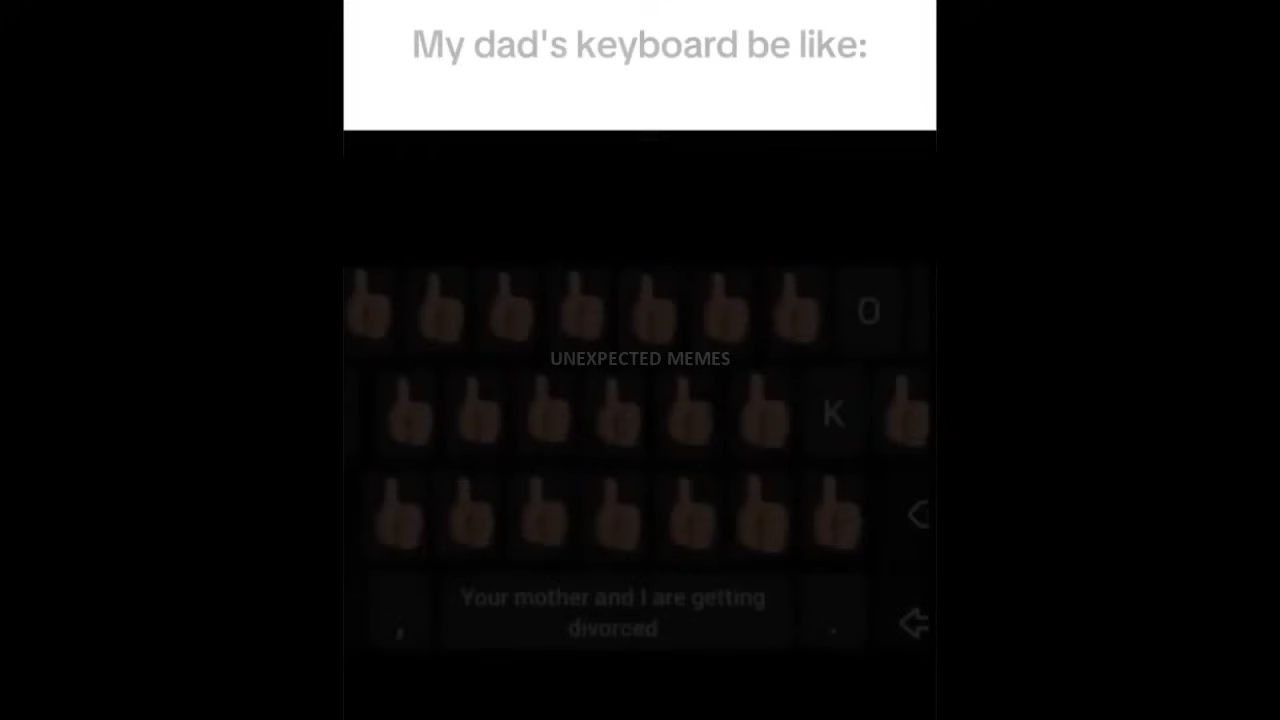 My dad's keyboard be like:
O
UNEXPECTED MEMES
K
Your mother and I are getting
divorced
, .